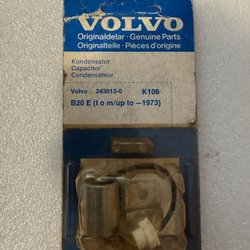 VOLVO
Originaldelar · Genuine Parts
Originalteile · Pièces d'origine
Kondensator
Capacitor
Condensateur
Volvo 243013-0 K106
B20 E (t o m/up to –1973)